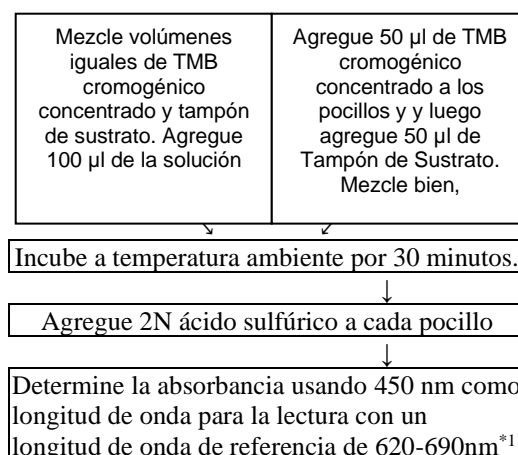 Mezcle volúmenes
iguales de TMB
cromogénico
concentrado y tampón
de sustrato. Agregue
100 µl de la solución
Agregue 50 µl de TMB
cromogénico
concentrado a los
pocillos y y luego
agregue 50 µl de
Tampón de Sustrato.
Mezcle bien,
Incube a temperatura ambiente por 30 minutos.
Agregue 2N ácido sulfúrico a cada pocillo
Determine la absorbancia usando 450 nm como
longitud de onda para la lectura con un
longitud de onda de referencia de 620-690nm*1